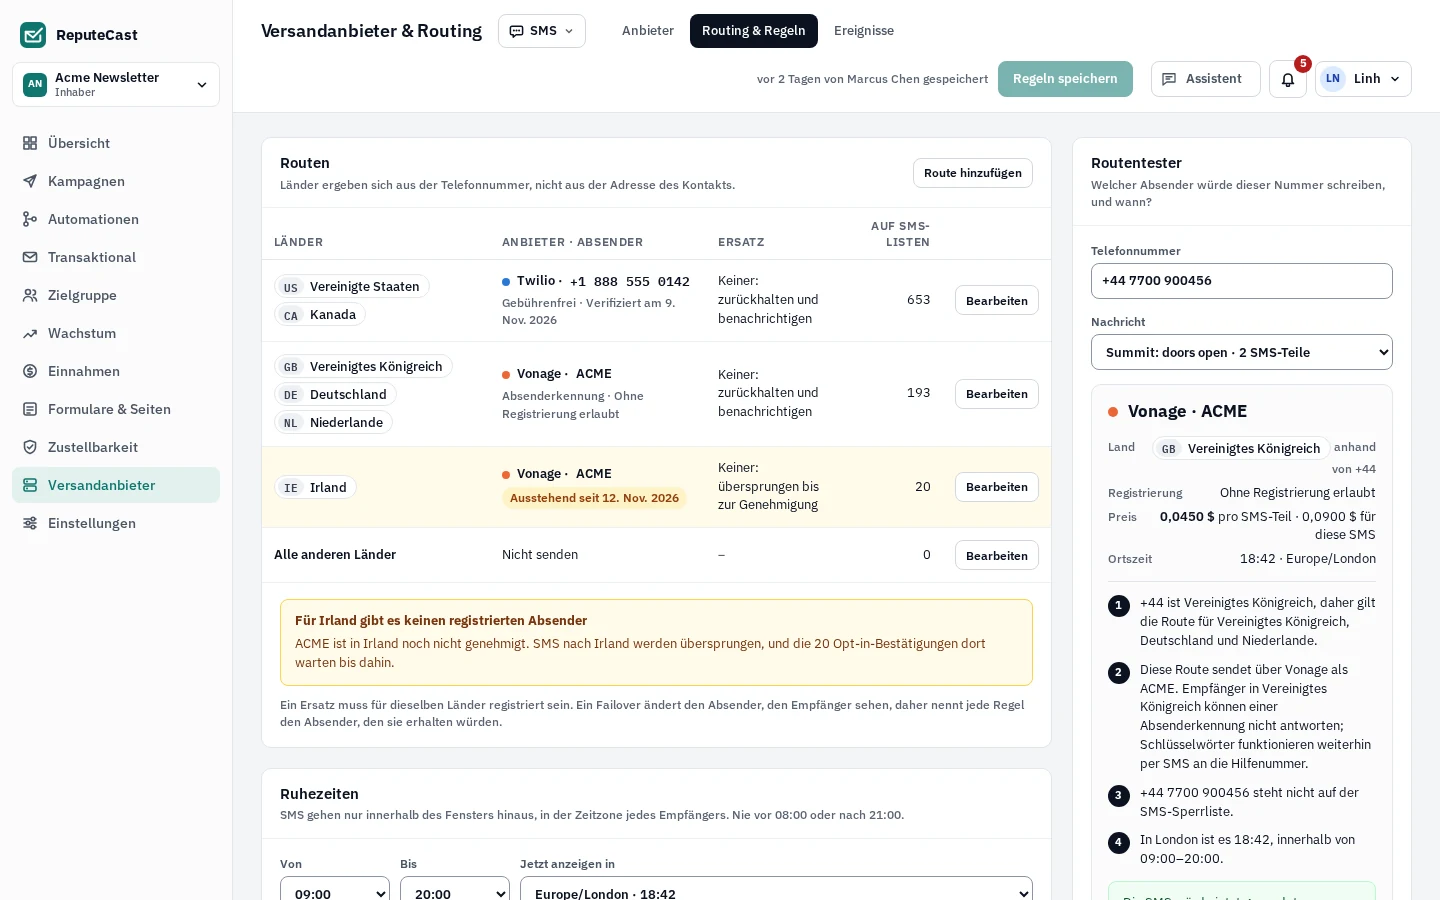 ReputeCast
AN
Acme Newsletter
Inhaber
Übersicht
Kampagnen
Automationen
Transaktional
Zielgruppe
Wachstum
Einnahmen
Formulare & Seiten
Zustellbarkeit
Versandanbieter
Einstellungen
Versandanbieter & Routing
SMS
Anbieter
Routing & Regeln
Ereignisse
vor 2 Tagen von Marcus Chen gespeichert
Regeln speichern
Assistent
5
LN
Linh
Routen
Länder ergeben sich aus der Telefonnummer, nicht aus der Adresse des Kontakts.
Route hinzufügen
LÄNDER
ANBIETER · ABSENDER
ERSATZ
AUF SMS-
LISTEN
US Vereinigte Staaten
CA Kanada
Twilio · +1 888 555 0142
Gebührenfrei · Verifiziert am 9.
Nov. 2026
Keiner:
zurückhalten und
benachrichtigen
653
Bearbeiten
GB Vereinigtes Königreich
DE Deutschland
NL Niederlande
Vonage · ACME
Absenderkennung · Ohne
Registrierung erlaubt
Keiner:
zurückhalten und
benachrichtigen
193
Bearbeiten
IE Irland
Vonage · ACME
Ausstehend seit 12. Nov. 2026
Keiner:
übersprungen bis
zur Genehmigung
20
Bearbeiten
Alle anderen Länder
Nicht senden
–
0
Bearbeiten
Für Irland gibt es keinen registrierten Absender
ACME ist in Irland noch nicht genehmigt. SMS nach Irland werden übersprungen, und die 20 Opt-in-Bestätigungen dort
warten bis dahin.
Ein Ersatz muss für dieselben Länder registriert sein. Ein Failover ändert den Absender, den Empfänger sehen, daher nennt jede Regel
den Absender, den sie erhalten würden.
Ruhezeiten
SMS gehen nur innerhalb des Fensters hinaus, in der Zeitzone jedes Empfängers. Nie vor 08:00 oder nach 21:00.
Von
Bis
Jetzt anzeigen in
09:00
20:00
Europe/London · 18:42
Routentester
Welcher Absender würde dieser Nummer schreiben,
und wann?
Telefonnummer
+44 7700 900456
Nachricht
Summit: doors open · 2 SMS-Teile
Vonage · ACME
Land
GB Vereinigtes Königreich anhand
von +44
Registrierung
Ohne Registrierung erlaubt
Preis
0,0450 $ pro SMS-Teil · 0,0900 $ für
diese SMS
Ortszeit
18:42 · Europe/London
1
+44 ist Vereinigtes Königreich, daher gilt
die Route für Vereinigtes Königreich,
Deutschland und Niederlande.
2
Diese Route sendet über Vonage als
ACME. Empfänger in Vereinigtes
Königreich können einer
Absenderkennung nicht antworten;
Schlüsselwörter funktionieren weiterhin
per SMS an die Hilfenummer.
3
+44 7700 900456 steht nicht auf der
SMS-Sperrliste.
4
In London ist es 18:42, innerhalb von
09:00–20:00.